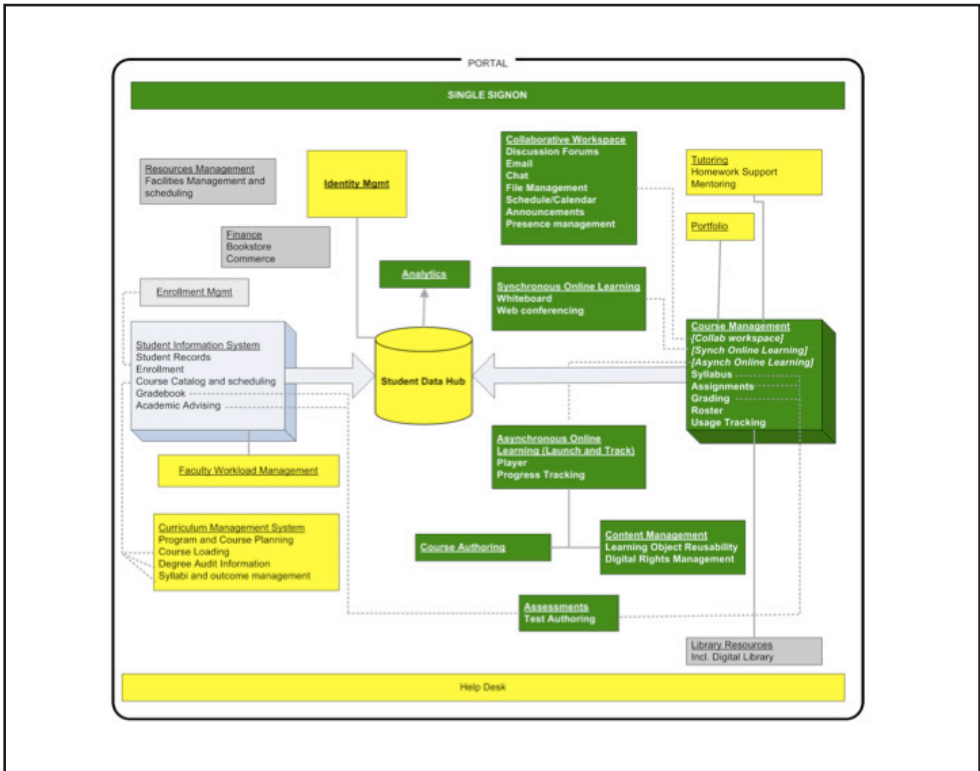 PORTAL
SINGLE SIGNON
Resources Management
Facilities Management and
scheduling
Identity Mgmt
Collaborative Workspace
Discussion Forums
Email
Chat
File Management
Schedule/Calendar
Announcements
Presence management
Tutoring
Homework Support
Mentoring
Portfolio
Finance
Bookstore
Commerce
Analytics
Enrollment Mgmt
Synchronous Online Learning
Whiteboard
Web conferencing
Student Information System
Student Records
Enrollment
Course Catalog and scheduling
Gradebook
Academic Advising
Student Data Hub
Course Management
[Collab workspace]
[Synch Online Learning]
[Asynch Online Learning]
Syllabus
Assignments
Grading
Roster
Usage Tracking
Faculty Workload Management
Asynchronous Online
Learning (Launch and Track)
Player
Progress Tracking
Curriculum Management System
Program and Course Planning
Course Loading
Degree Audit Information
Syllabi and outcome management
Course Authoring
Content Management
Learning Object Reusability
Digital Rights Management
Assessments
Test Authoring
Library Resources
Incl. Digital Library
Help Desk